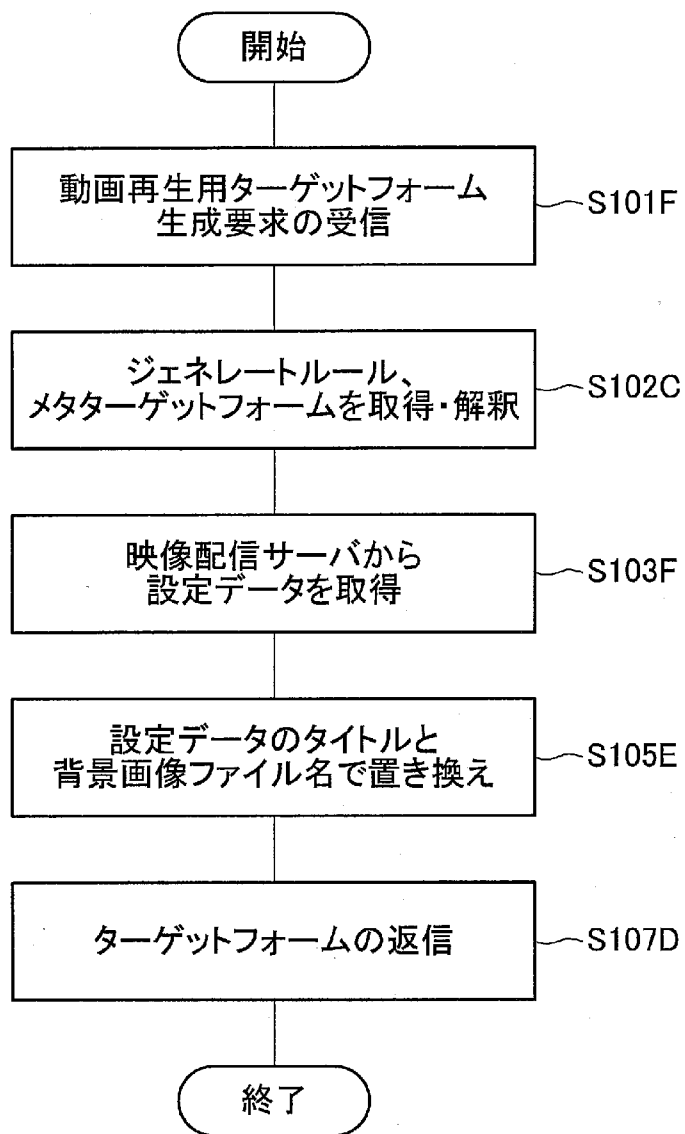 開始
動画再生用ターゲットフォーム
生成要求の受信
S101F
ジェネレートルール、
メタターゲットフォームを取得・解釈
S102C
映像配信サーバから
設定データを取得
S103F
設定データのタイトルと
背景画像ファイル名で置き換え
S105E
ターゲットフォームの返信
S107D
終了